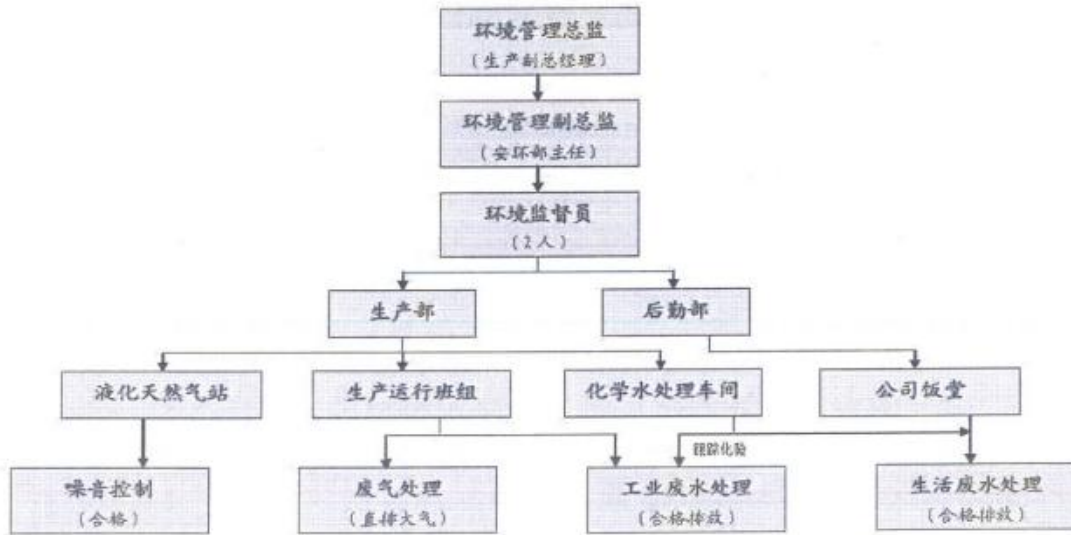 环境管理总监
(生产副总经理)
环境管理副总监
(安环部主任)
环境监督员
(2人)
生产部
后勤部
液化天然气站
生产运行班组
化学水处理车间
公司饭堂
跟踪化验
噪音控制
(合格)
废气处理
(直排大气)
工业废水处理
(合格排放)
生活废水处理
(合格排放)